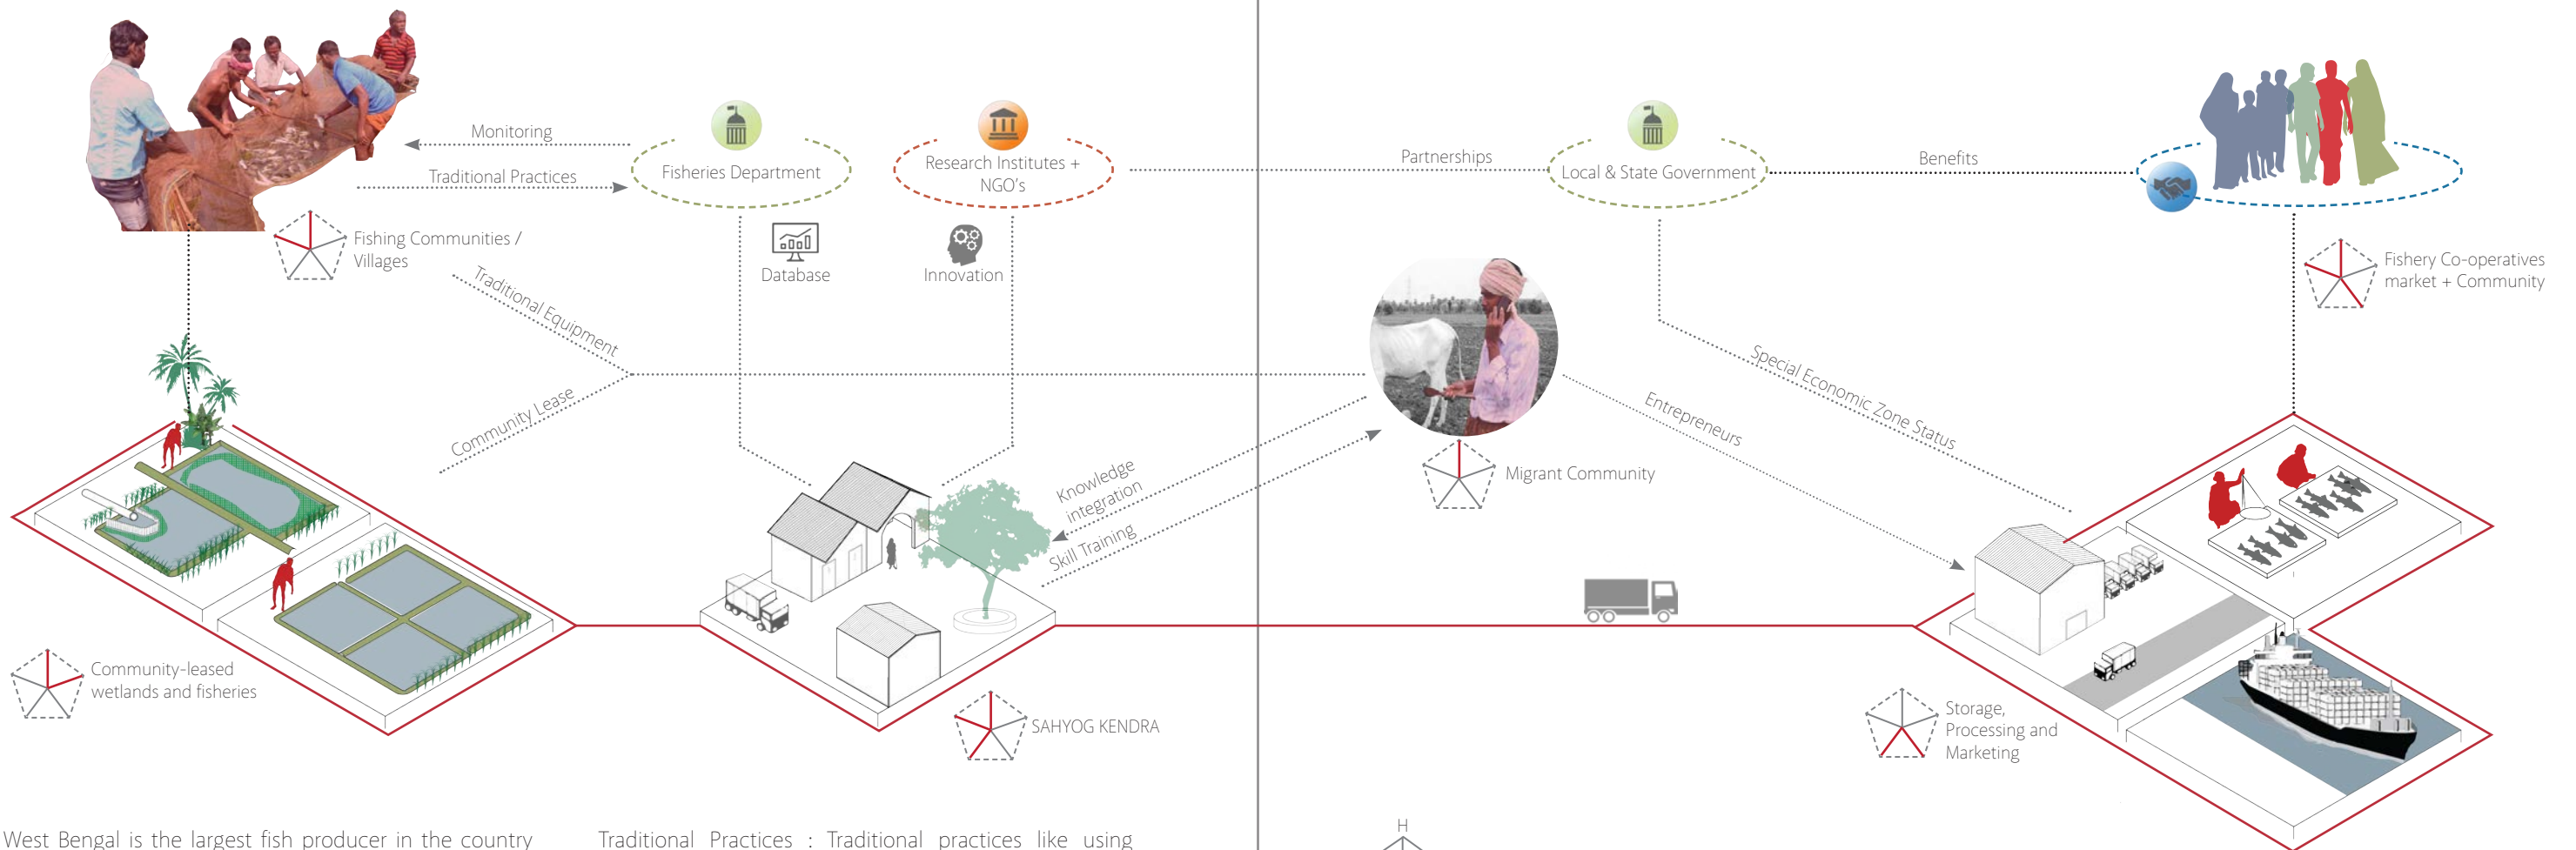 Monitoring
Traditional Practices
Fisheries Department
Research Institutes +
NGO's
Partnerships
Local & State Government
Benefits
Fishing Communities /
Villages
Database
Innovation
Fishery Co-operatives
market + Community
Traditional Equipment
Community Lease
Special Economic Zone Status
Entrepreneurs
Knowledge
integration
Skill Training
Migrant Community
Community-leased
wetlands and fisheries
SAHYOG KENDRA
Storage,
Processing and
Marketing
West Bengal is the largest fish producer in the country
Traditional Practices : Traditional practices like using
H